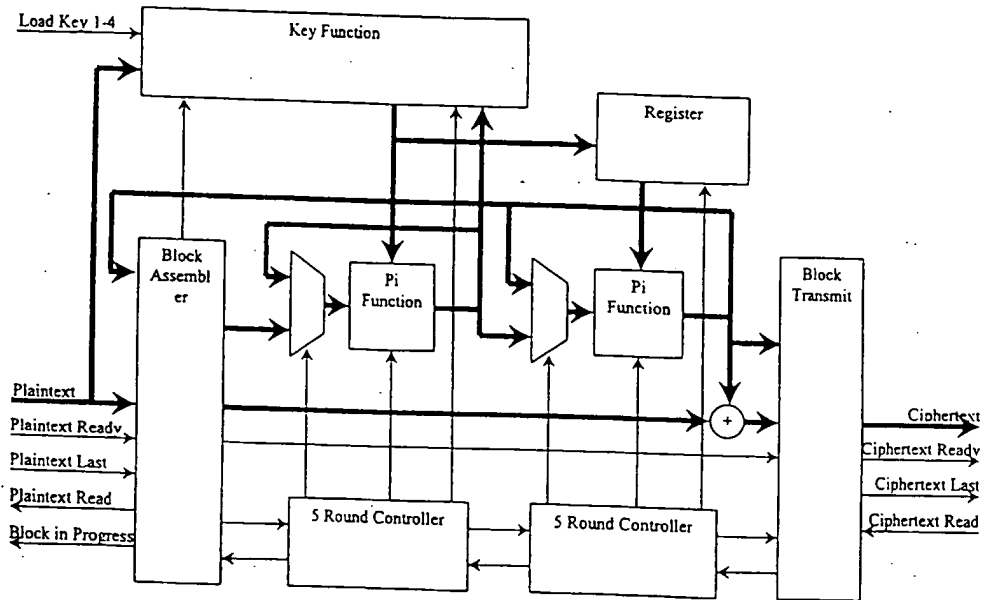 Load Key 1-4
Key Function
Register
Block
Assembl
er
Pi
Function
Pi
Function
Block
Transmit
Plaintext
Plaintext Ready
Plaintext Last
Plaintext Read
Block in Progress
+
Ciphertext
Ciphertext Ready
Ciphertext Last
Ciphertext Read
5 Round Controller
5 Round Controller